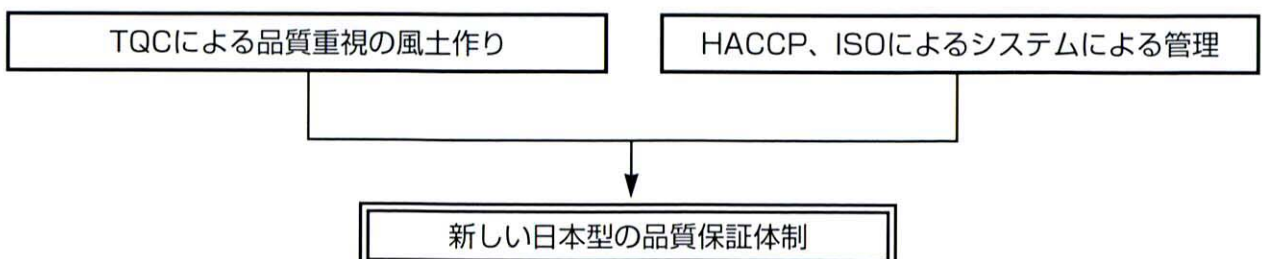 TQCによる品質重視の風土作り
HACCP、ISOによるシステムによる管理
新しい日本型の品質保証体制